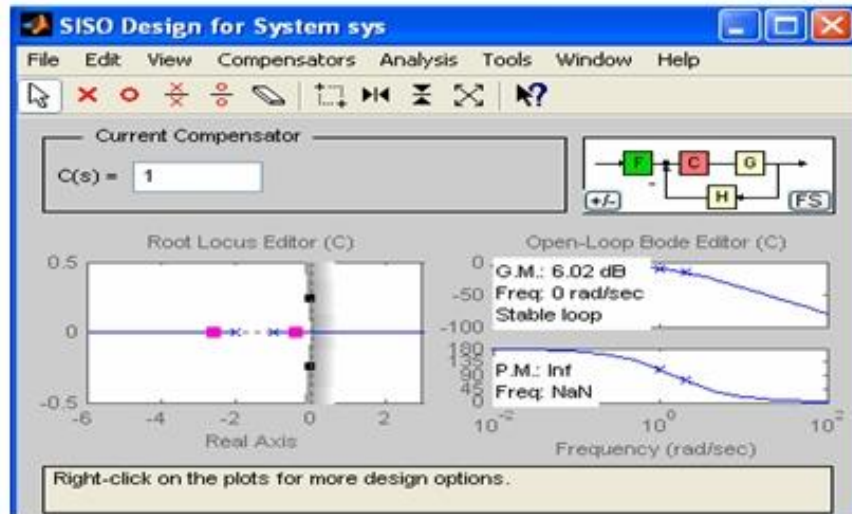 SISO Design for System sys
File Edit View Compensators Analysis Tools Window Help
Current Compensator
C(s) = 1
F C G
H
+/- FS
Root Locus Editor (C)
0.5
0
-0.5
-6 -4 -2 0 2
Real Axis
Open-Loop Bode Editor (C)
0
-50
-100
G.M.: 6.02 dB
Freq: 0 rad/sec
Stable loop
180
135
90
45
0
P.M.: Inf
Freq: NaN
10^-2 10^0 10^2
Frequency (rad/sec)
Right-click on the plots for more design options.